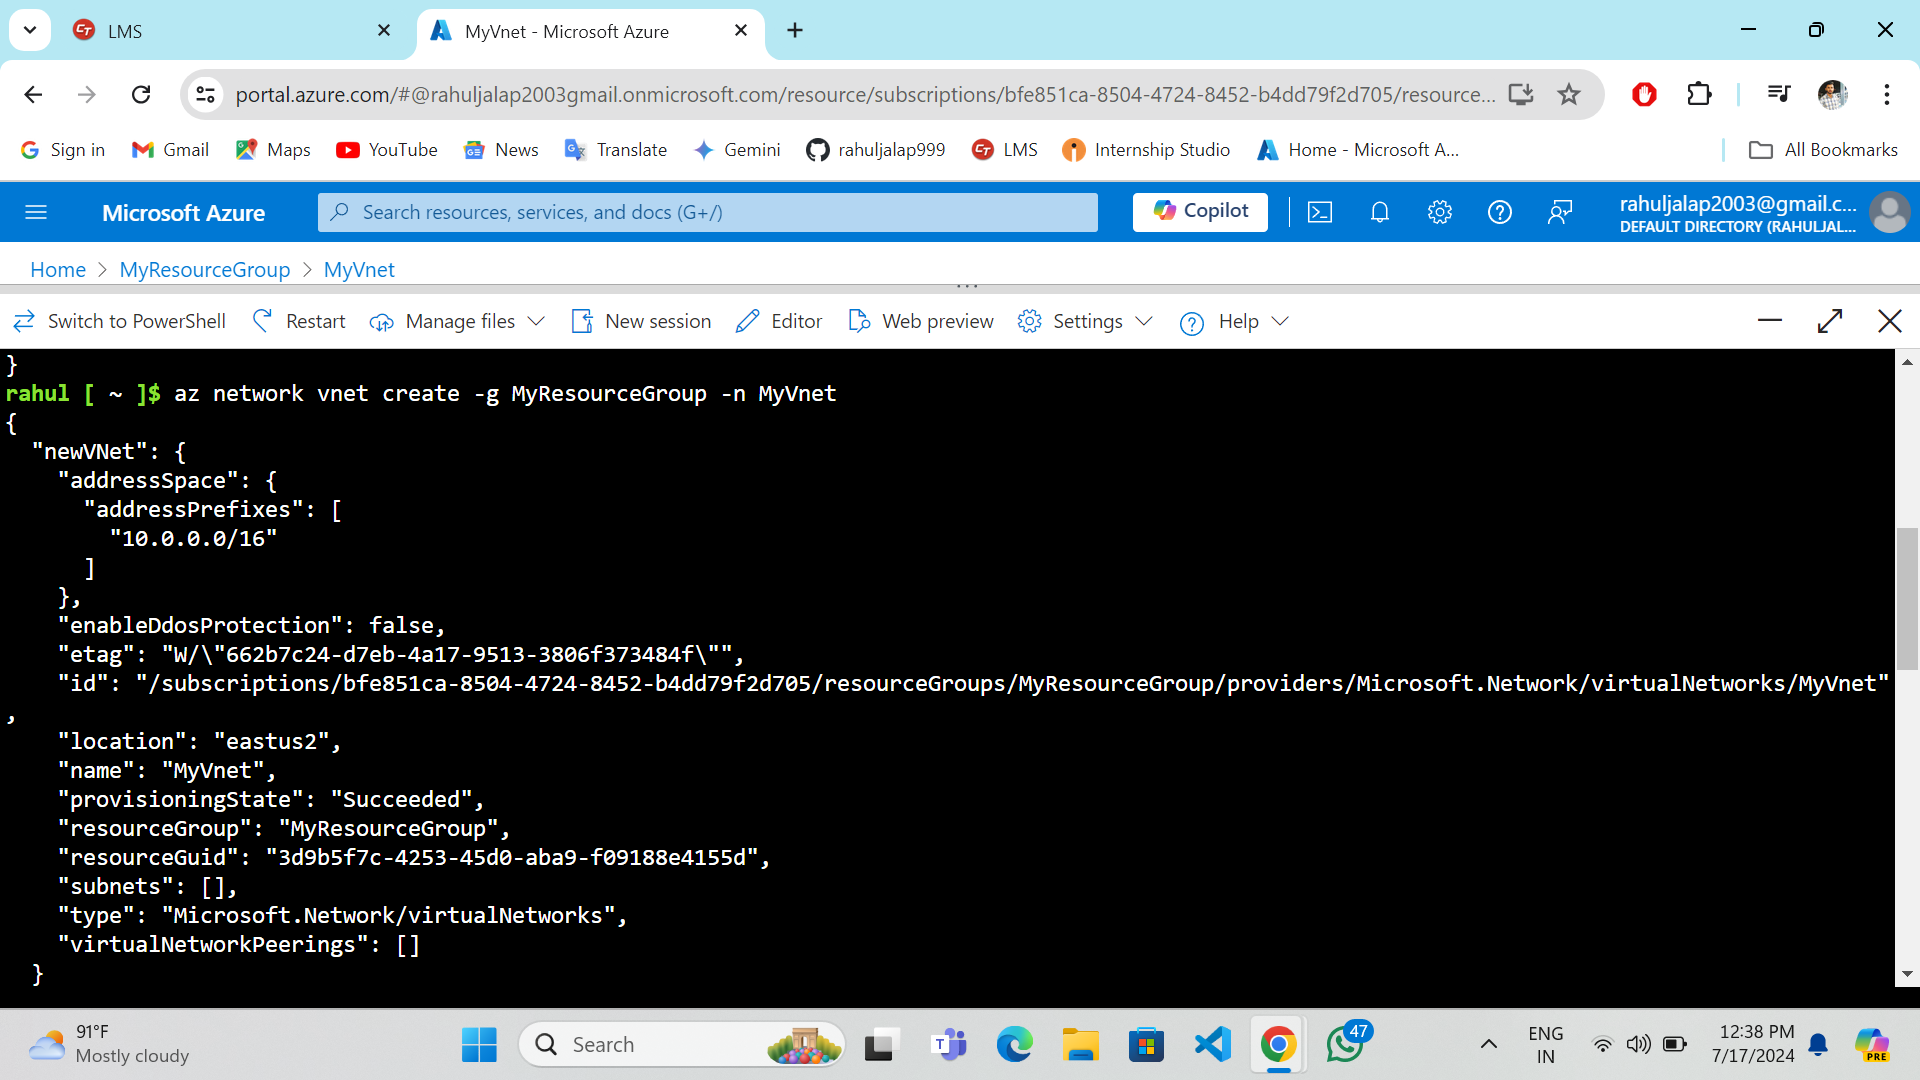 LMS
MyVnet - Microsoft Azure
portal.azure.com/#@rahuljalap2003gmail.onmicrosoft.com/resource/subscriptions/bfe851ca-8504-4724-8452-b4dd79f2d705/resource...
Sign in
Gmail
Maps
YouTube
News
Translate
Gemini
rahuljalap999
LMS
Internship Studio
Home - Microsoft A...
All Bookmarks
Microsoft Azure
Search resources, services, and docs (G+/)
Copilot
rahuljalap2003@gmail.c...
DEFAULT DIRECTORY (RAHULJAL...
Home > MyResourceGroup > MyVnet
Switch to PowerShell
Restart
Manage files
New session
Editor
Web preview
Settings
Help
}
rahul [ ~ ]$ az network vnet create -g MyResourceGroup -n MyVnet
{
"newVNet": {
"addressSpace": {
"addressPrefixes": [
"10.0.0.0/16"
]
},
"enableDdosProtection": false,
"etag": "W/\"662b7c24-d7eb-4a17-9513-3806f373484f\"",
"id": "/subscriptions/bfe851ca-8504-4724-8452-b4dd79f2d705/resourceGroups/MyResourceGroup/providers/Microsoft.Network/virtualNetworks/MyVnet"
,
"location": "eastus2",
"name": "MyVnet",
"provisioningState": "Succeeded",
"resourceGroup": "MyResourceGroup",
"resourceGuid": "3d9b5f7c-4253-45d0-aba9-f09188e4155d",
"subnets": [],
"type": "Microsoft.Network/virtualNetworks",
"virtualNetworkPeerings": []
}
91°F
Mostly cloudy
Search
47
ENG
IN
12:38 PM
7/17/2024
PRE